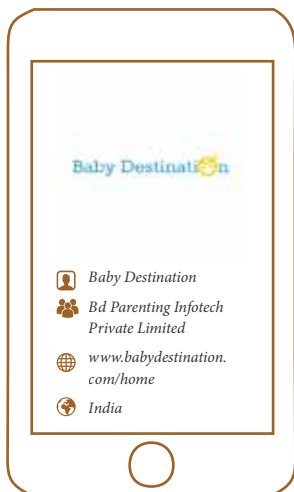 Baby Destination
Baby Destination
Bd Parenting Infotech
Private Limited
www.babydestination.
com/home
India